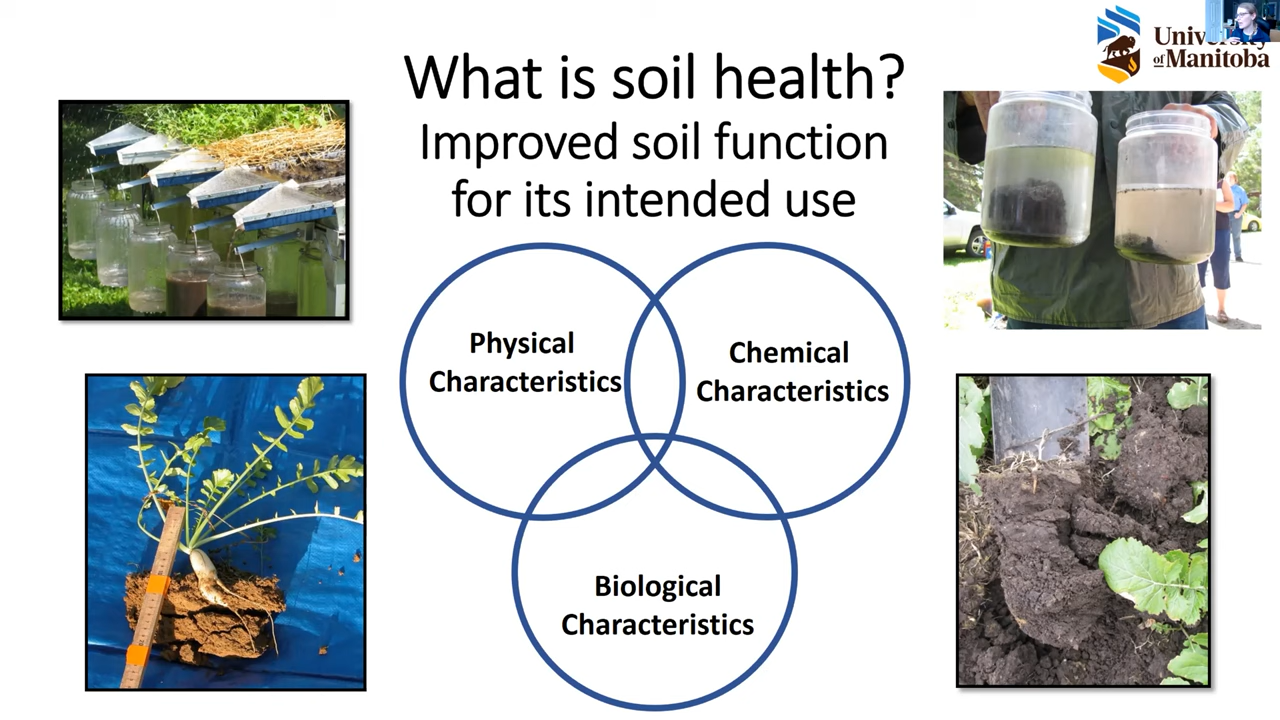 What is soil health?
Improved soil function
for its intended use
University
of Manitoba
Physical
Characteristics
Chemical
Characteristics
Biological
Characteristics